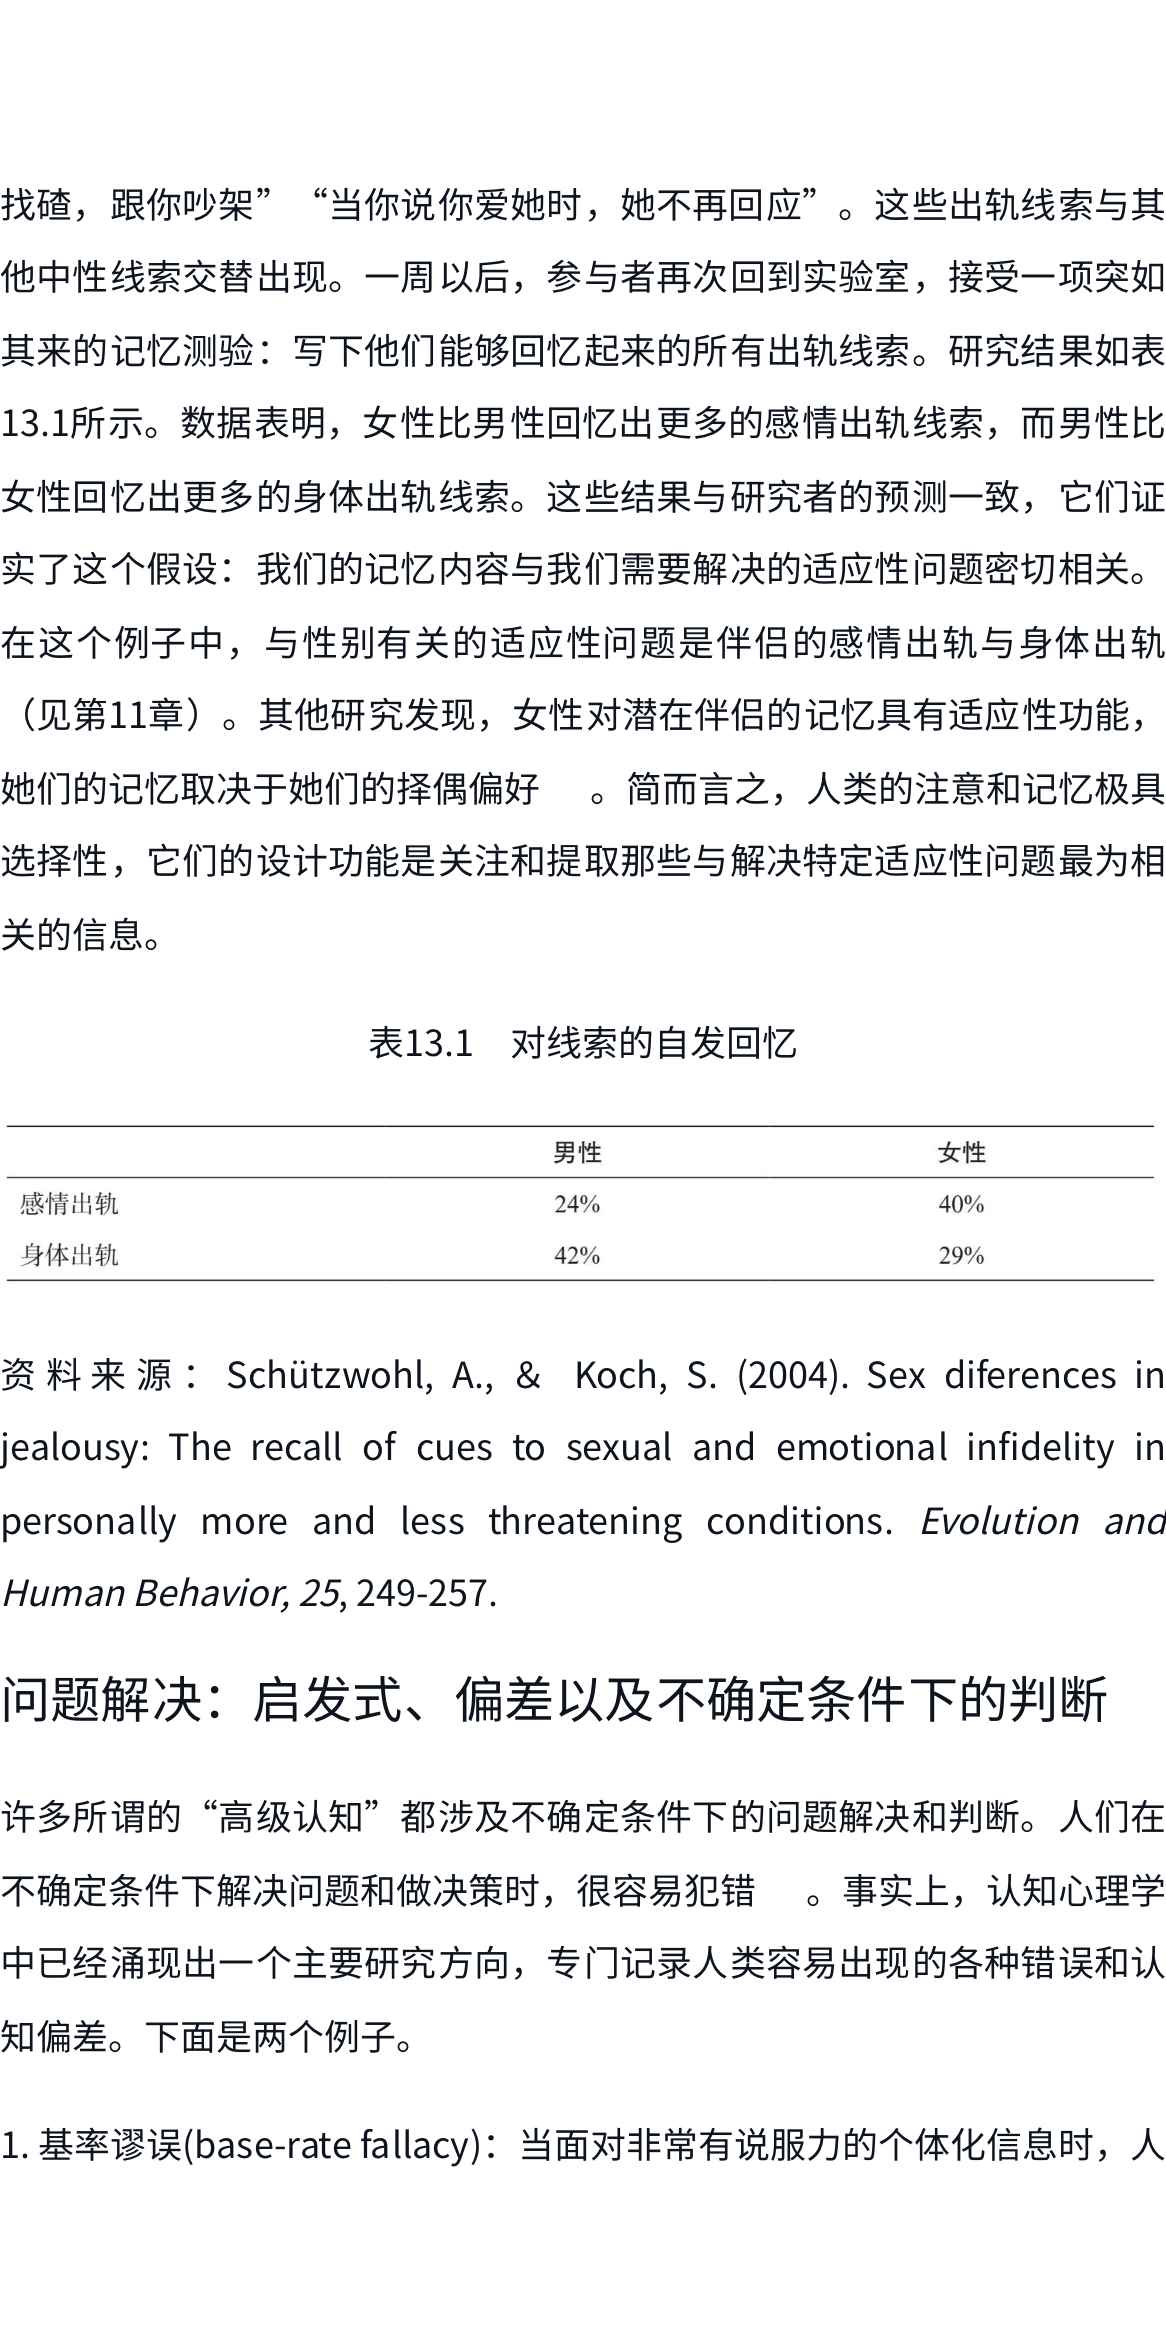 找碴，跟你吵架”“当你说你爱她时，她不再回应”。这些出轨线索与其
他中性线索交替出现。一周以后，参与者再次回到实验室，接受一项突如
其来的记忆测验：写下他们能够回忆起来的所有出轨线索。研究结果如表
13.1所示。数据表明，女性比男性回忆出更多的感情出轨线索，而男性比
女性回忆出更多的身体出轨线索。这些结果与研究者的预测一致，它们证
实了这个假设：我们的记忆内容与我们需要解决的适应性问题密切相关。
在这个例子中，与性别有关的适应性问题是伴侣的感情出轨与身体出轨
（见第11章）。其他研究发现，女性对潜在伴侣的记忆具有适应性功能，
她们的记忆取决于她们的择偶偏好 。简而言之，人类的注意和记忆极具
选择性，它们的设计功能是关注和提取那些与解决特定适应性问题最为相
关的信息。
表13.1 对线索的自发回忆
男性 女性
感情出轨 24% 40%
身体出轨 42% 29%
资料来源：Schützwohl, A., & Koch, S. (2004). Sex diferences in
jealousy: The recall of cues to sexual and emotional infidelity in
personally more and less threatening conditions. Evolution and
Human Behavior, 25, 249-257.
问题解决：启发式、偏差以及不确定条件下的判断
许多所谓的“高级认知”都涉及不确定条件下的问题解决和判断。人们在
不确定条件下解决问题和做决策时，很容易犯错 。事实上，认知心理学
中已经涌现出一个主要研究方向，专门记录人类容易出现的各种错误和认
知偏差。下面是两个例子。
1. 基率谬误(base-rate fallacy)：当面对非常有说服力的个体化信息时，人